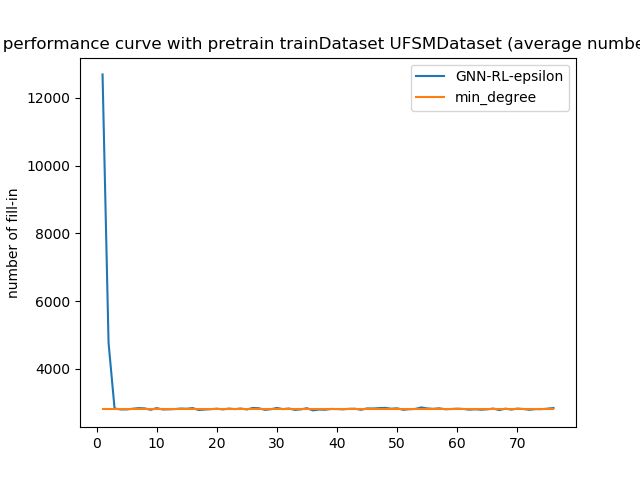 performance curve with pretrain trainDataset UFSMDataset (average
GNN-RL-epsilon
min_degree
number of fill-in
12000
10000
8000
6000
4000
0 10 20 30 40 50 60 70